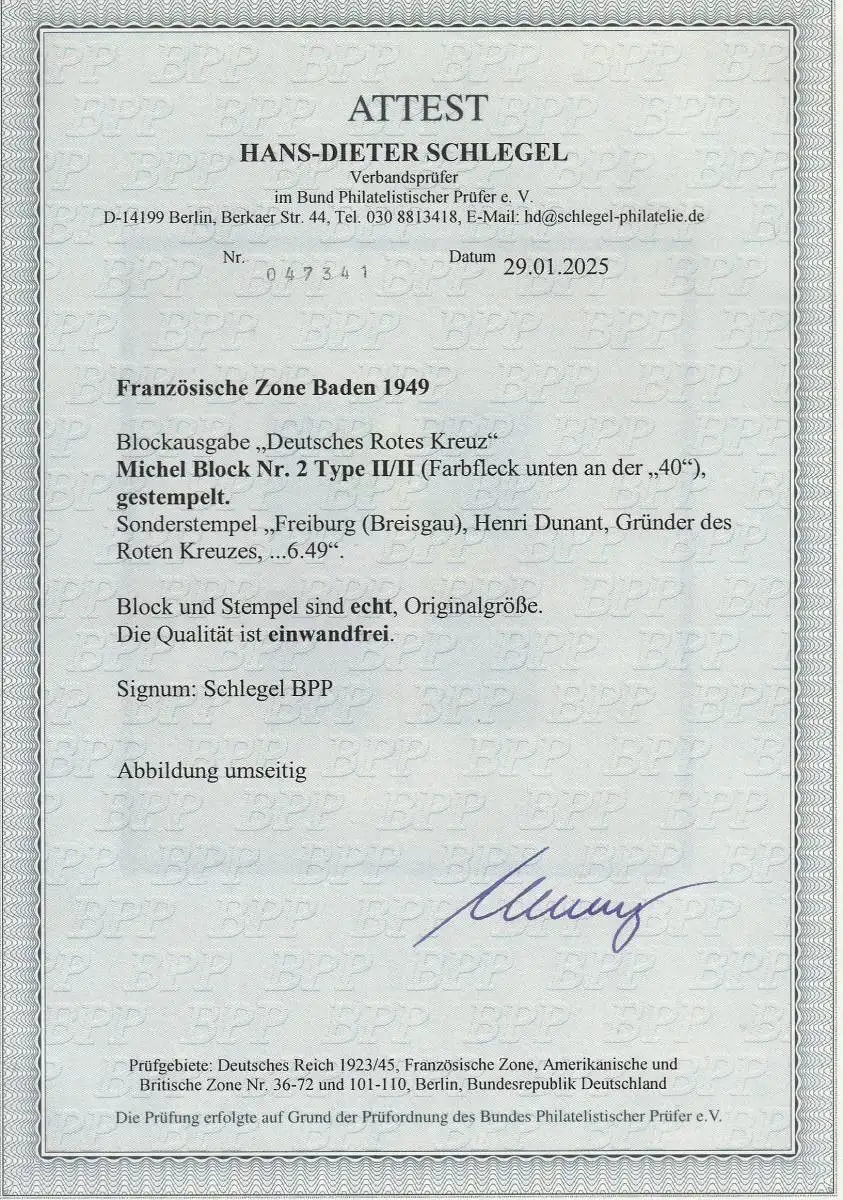 ATTEST
HANS-DIETER SCHLEGEL
Verbandsprüfer
im Bund Philatelistischer Prüfer e. V.
D-14199 Berlin, Berkaer Str. 44, Tel. 030 8813418, E-Mail: hd@schlegel-philatelie.de
Nr. 047341 Datum 29.01.2025
Französische Zone Baden 1949
Blockausgabe „Deutsches Rotes Kreuz“
Michel Block Nr. 2 Type II/II (Farbfleck unten an der „40“),
gestempelt.
Sonderstempel „Freiburg (Breisgau), Henri Dunant, Gründer des
Roten Kreuzes, ...6.49“.
Block und Stempel sind echt, Originalgröße.
Die Qualität ist einwandfrei.
Signum: Schlegel BPP
Abbildung umseitig
Prüfgebiete: Deutsches Reich 1923/45, Französische Zone, Amerikanische und
Britische Zone Nr. 36-72 und 101-110, Berlin, Bundesrepublik Deutschland
Die Prüfung erfolgte auf Grund der Prüfordnung des Bundes Philatelistischer Prüfer e.V.